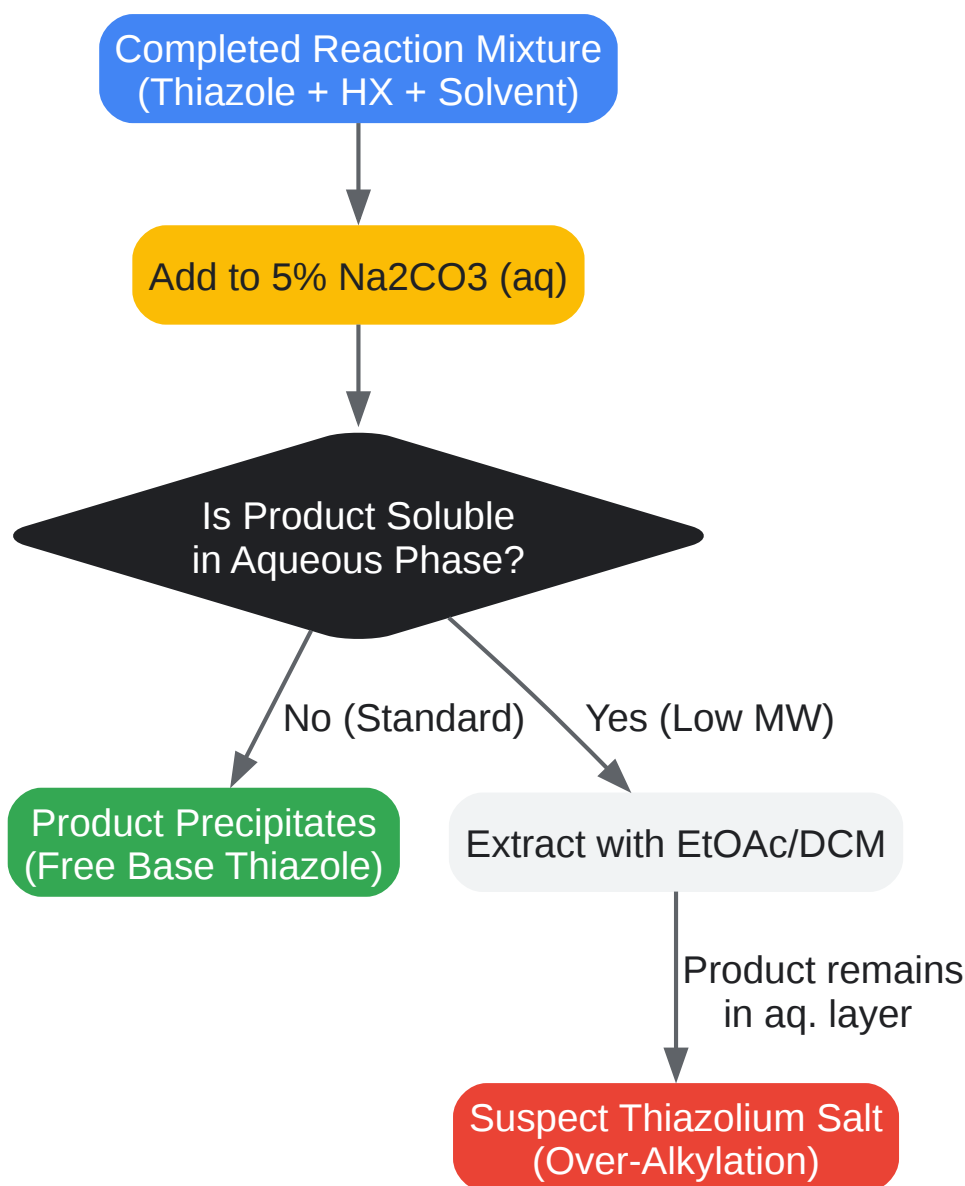 Completed Reaction Mixture
(Thiazole + HX + Solvent)
Add to 5% Na2CO3 (aq)
Is Product Soluble
in Aqueous Phase?
No (Standard)
Yes (Low MW)
Product Precipitates
(Free Base Thiazole)
Extract with EtOAc/DCM
Product remains
in aq. layer
Suspect Thiazolium Salt
(Over-Alkylation)